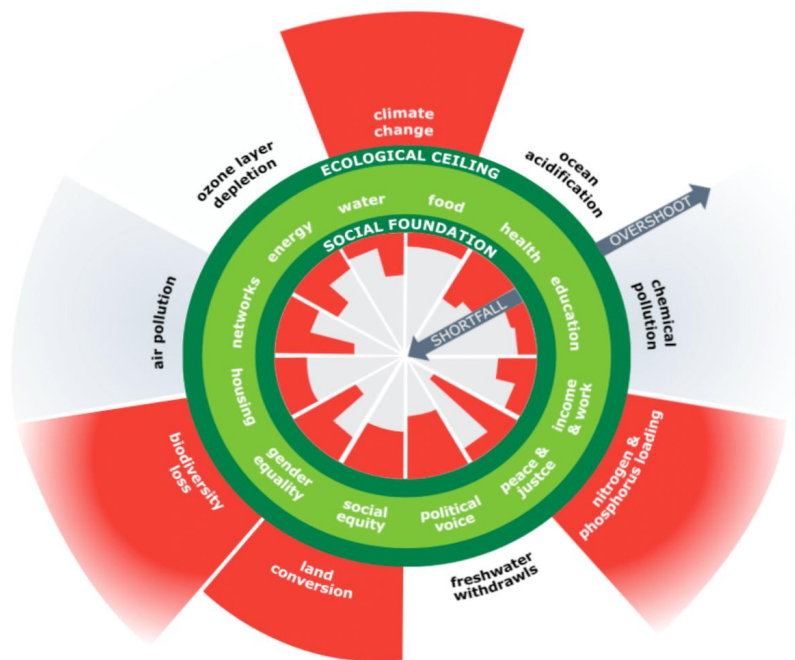 climate
change
ozone layer
depletion
ocean
acidification
ECOLOGICAL CEILING
OVERSHOOT
water
food
energy
health
SOCIAL FOUNDATION
air pollution
networks
education
chemical
pollution
SHORTFALL
housing
income
& work
biodiversity
loss
gender
equality
social
equity
political
voice
peace &
justce
nitrogen &
phosphorus loading
land
conversion
freshwater
withdrawls